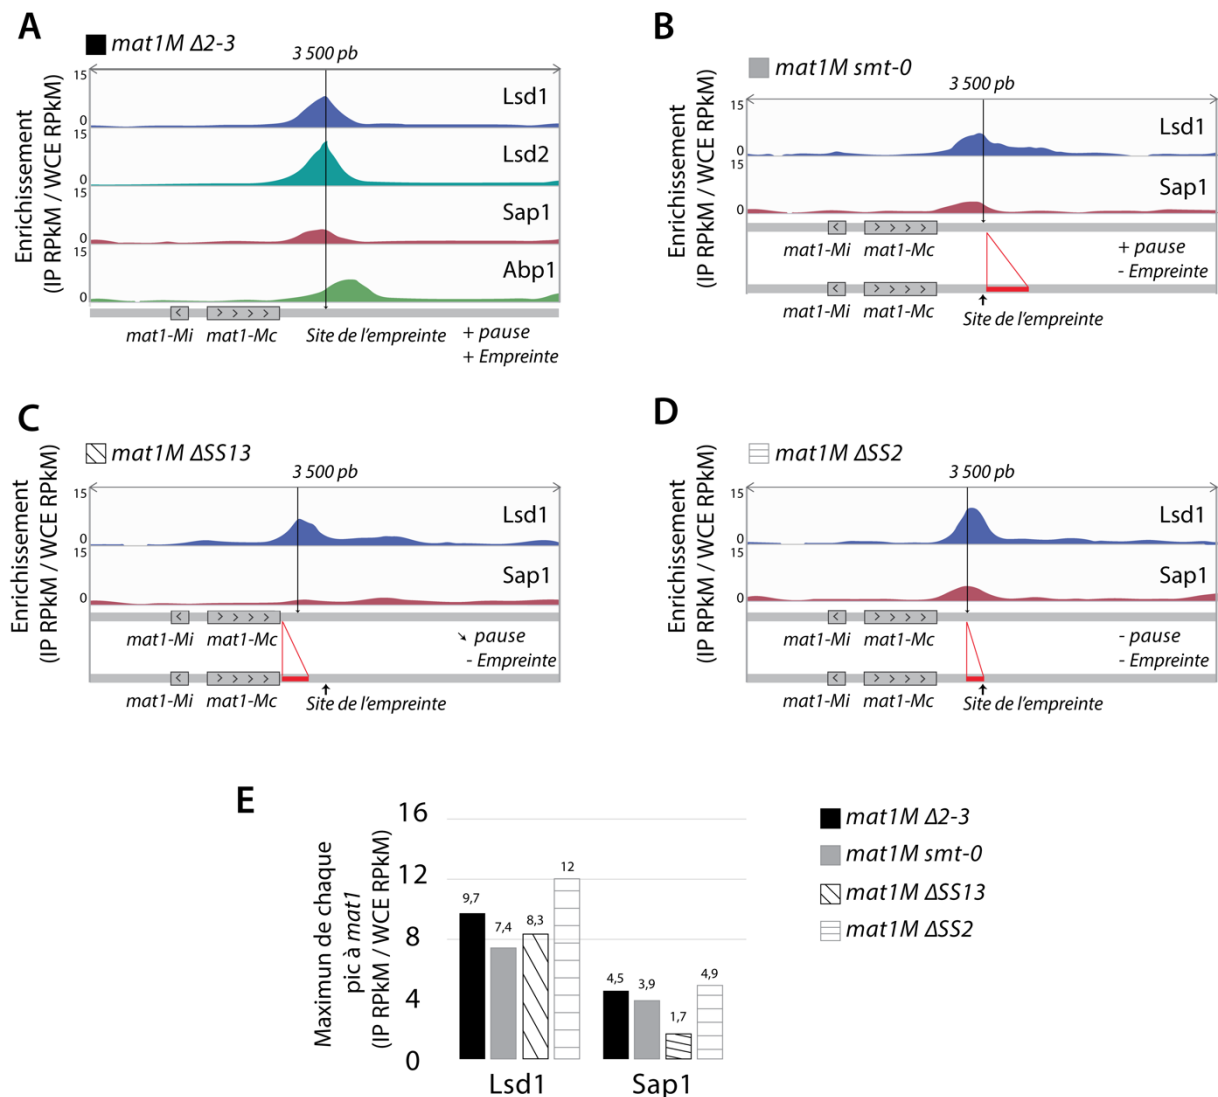 A
mat1M Δ2-3
3 500 pb
Enrichissement
(IP RPkM / WCE RPkM)
15
Lsd1
0
15
Lsd2
0
15
Sap1
0
15
Abp1
0
mat1-Mi
mat1-Mc
Site de l'empreinte
+ pause
+ Empreinte
B
mat1M smt-0
3 500 pb
Enrichissement
(IP RPkM / WCE RPkM)
15
Lsd1
0
15
Sap1
0
mat1-Mi
mat1-Mc
+ pause
- Empreinte
mat1-Mi
mat1-Mc
Site de l'empreinte
C
mat1M ΔSS13
3 500 pb
Enrichissement
(IP RPkM / WCE RPkM)
15
Lsd1
0
15
Sap1
0
mat1-Mi
mat1-Mc
↘ pause
- Empreinte
mat1-Mi
mat1-Mc
Site de l'empreinte
D
mat1M ΔSS2
3 500 pb
Enrichissement
(IP RPkM / WCE RPkM)
15
Lsd1
0
15
Sap1
0
mat1-Mi
mat1-Mc
- pause
- Empreinte
mat1-Mi
mat1-Mc
Site de l'empreinte
E
Maximun de chaque
pic à mat1
(IP RPkM / WCE RPkM)
16
12
8
4
0
9,7
7,4
8,3
12
4,5
3,9
1,7
4,9
Lsd1
Sap1
mat1M Δ2-3
mat1M smt-0
mat1M ΔSS13
mat1M ΔSS2